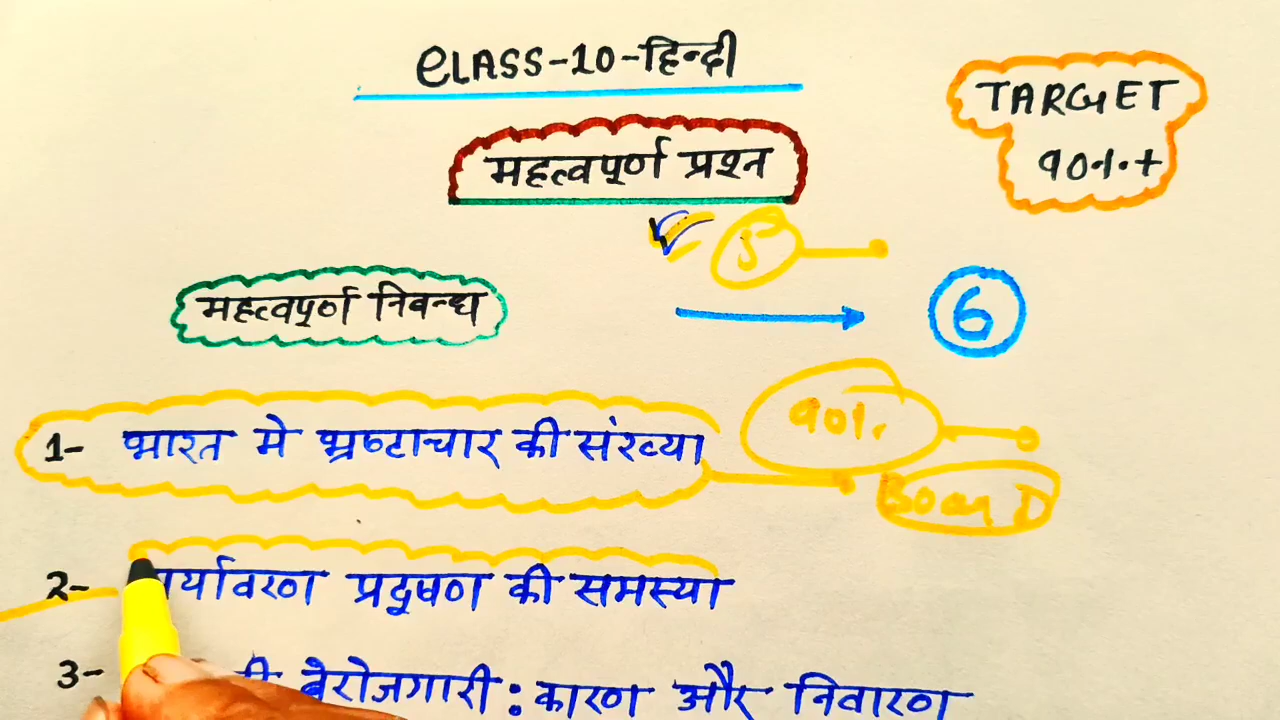 CLASS-10-हिन्दी
TARGET
90%+
महत्वपूर्ण प्रश्न
5
महत्वपूर्ण निबन्ध
6
1- भारत मे भ्रष्टाचार की संख्या
90%
Board
2- पर्यावरण प्रदूषण की समस्या
3- बेरोजगारी : कारण और निवारण